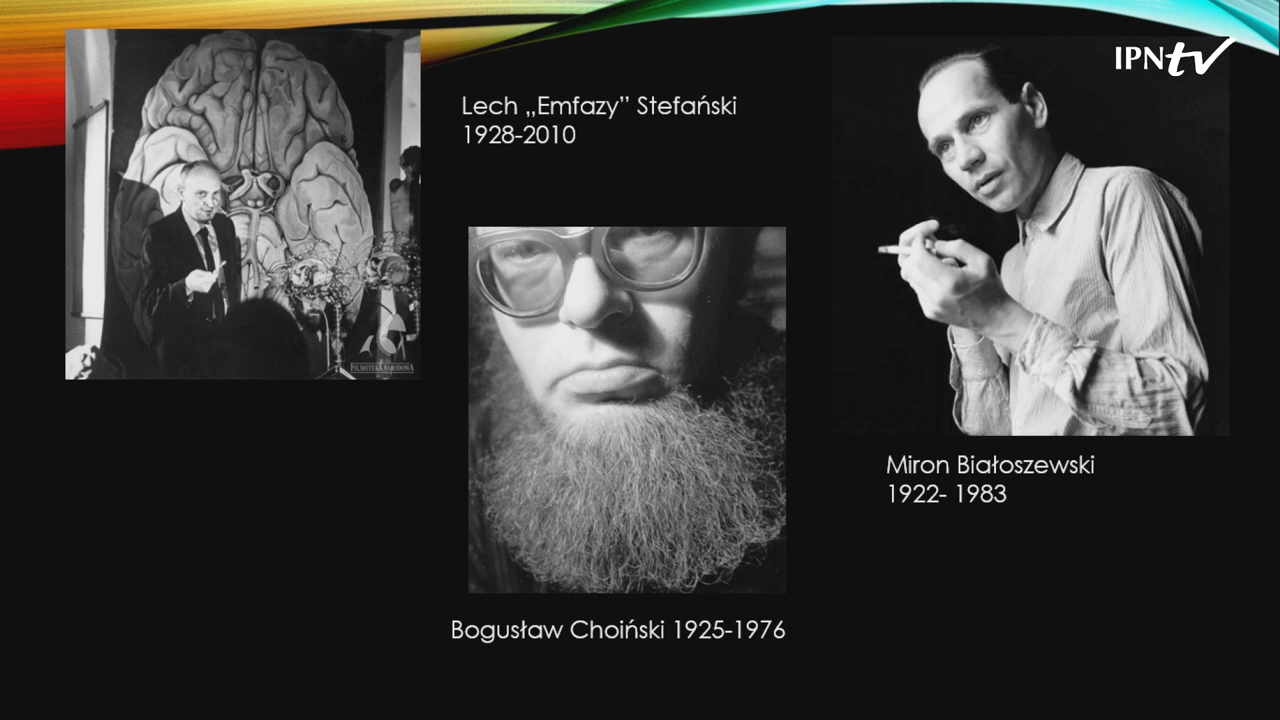 IPNtv
Lech „Emfazy” Stefański
1928-2010
FILMOTEKA NARODOWA
Miron Białoszewski
1922- 1983
Bogusław Choiński 1925-1976